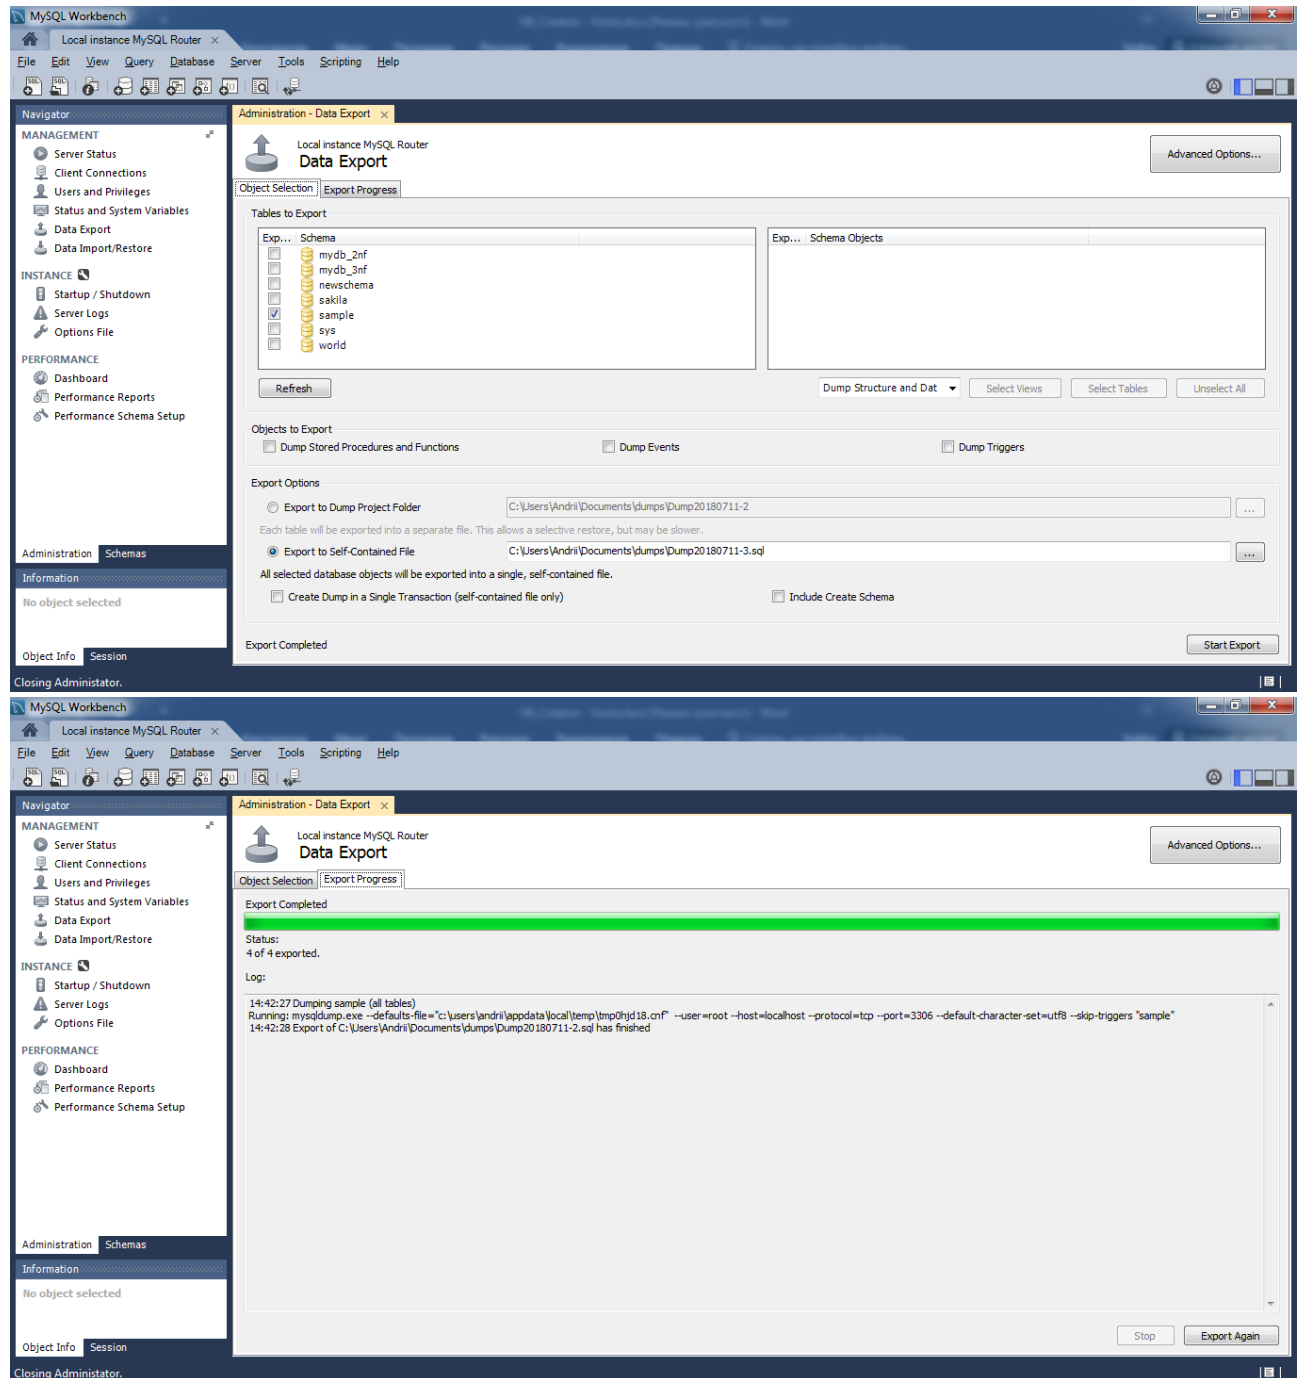 MySQL Workbench
Local instance MySQL Router ×
File Edit View Query Database Server Tools Scripting Help
Navigator
MANAGEMENT
Server Status
Client Connections
Users and Privileges
Status and System Variables
Data Export
Data Import/Restore
INSTANCE
Startup / Shutdown
Server Logs
Options File
PERFORMANCE
Dashboard
Performance Reports
Performance Schema Setup
Administration Schemas
Information
No object selected
Object Info Session
Closing Administator.
Administration - Data Export ×
Local instance MySQL Router
Data Export
Advanced Options...
Object Selection Export Progress
Tables to Export
Exp... Schema
mydb_2nf
mydb_3nf
newschema
sakila
sample
sys
world
Exp... Schema Objects
Refresh Dump Structure and Dat Select Views Select Tables Unselect All
Objects to Export
Dump Stored Procedures and Functions Dump Events Dump Triggers
Export Options
Export to Dump Project Folder C:\Users\Andrii\Documents\dumps\Dump20180711-2 ...
Each table will be exported into a separate file. This allows a selective restore, but may be slower.
Export to Self-Contained File C:\Users\Andrii\Documents\dumps\Dump20180711-3.sql ...
All selected database objects will be exported into a single, self-contained file.
Create Dump in a Single Transaction (self-contained file only) Include Create Schema
Export Completed Start Export
MySQL Workbench
Local instance MySQL Router ×
File Edit View Query Database Server Tools Scripting Help
Navigator
MANAGEMENT
Server Status
Client Connections
Users and Privileges
Status and System Variables
Data Export
Data Import/Restore
INSTANCE
Startup / Shutdown
Server Logs
Options File
PERFORMANCE
Dashboard
Performance Reports
Performance Schema Setup
Administration Schemas
Information
No object selected
Object Info Session
Closing Administator.
Administration - Data Export ×
Local instance MySQL Router
Data Export
Advanced Options...
Object Selection Export Progress
Export Completed
Status:
4 of 4 exported.
Log:
14:42:27 Dumping sample (all tables)
Running: mysqldump.exe --defaults-file="c:\users\andrii\appdata\local\temp\tmp0hjd18.cnf" --user=root --host=localhost --protocol=tcp --port=3306 --default-character-set=utf8 --skip-triggers "sample"
14:42:28 Export of C:\Users\Andrii\Documents\dumps\Dump20180711-2.sql has finished
Stop Export Again